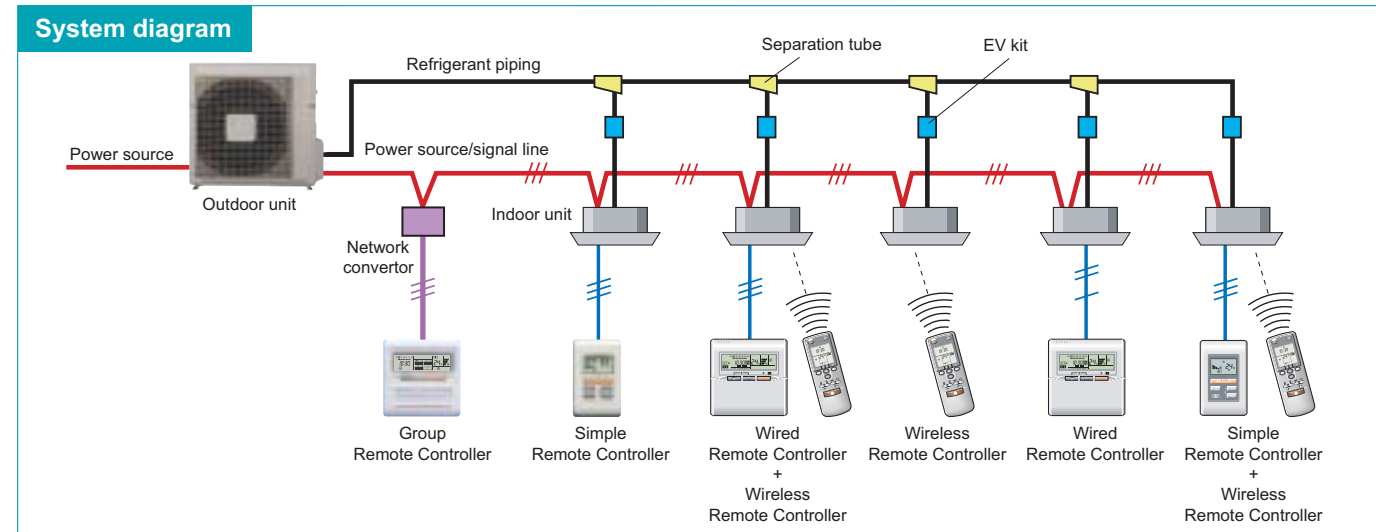 System diagram
Separation tube
EV kit
Refrigerant piping
Power source
Power source/signal line
Outdoor unit
Indoor unit
Network
convertor
Group
Remote Controller
Simple
Remote Controller
Wired
Remote Controller
+
Wireless
Remote Controller
Wireless
Remote Controller
Wired
Remote Controller
Simple
Remote Controller
+
Wireless
Remote Controller